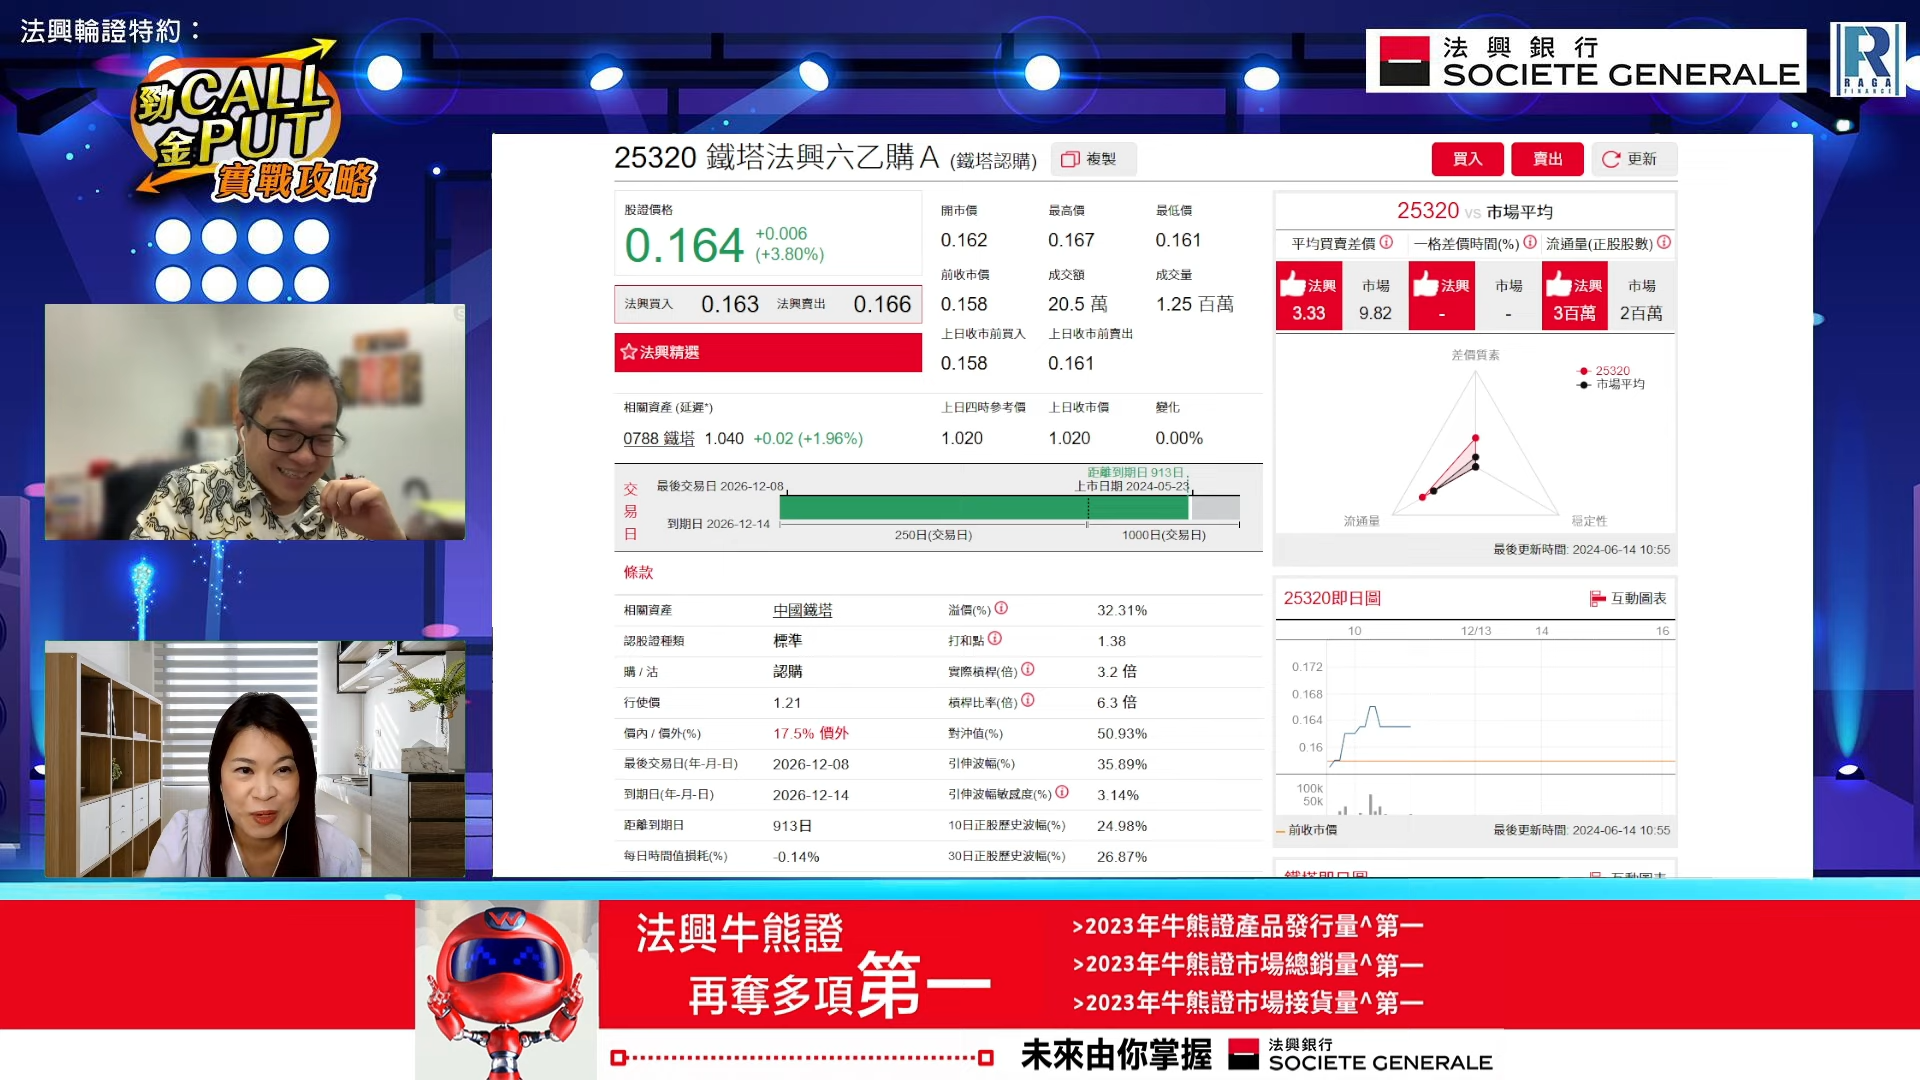 法興輪證特約：
勁CALL
金PUT
實戰攻略
法興銀行
SOCIETE GENERALE
RAGA
FINANCE
25320 鐵塔法興六乙購A (鐵塔認購) 複製
買入 賣出 更新
股證價格
0.164 +0.006 (+3.80%)
法興買入 0.163 法興賣出 0.166
法興精選
開市價 最高價 最低價
0.162 0.167 0.161
前收市價 成交額 成交量
0.158 20.5 萬 1.25 百萬
上日收市前買入 上日收市前賣出
0.158 0.161
相關資產 (延遲*) 上日四時參考價 上日收市價 變化
0788 鐵塔 1.040 +0.02 (+1.96%) 1.020 1.020 0.00%
交易日
距離到期日 913日
最後交易日 2026-12-08 上市日期 2024-05-23
到期日 2026-12-14 250日(交易日) 1000日(交易日)
條款
相關資產 中國鐵塔 溢價(%) 32.31%
認股證種類 標準 打和點 1.38
購 / 沽 認購 實際槓桿(倍) 3.2 倍
行使價 1.21 槓桿比率(倍) 6.3 倍
價內 / 價外(%) 17.5% 價外 對沖值(%) 50.93%
最後交易日(年-月-日) 2026-12-08 引伸波幅(%) 35.89%
到期日(年-月-日) 2026-12-14 引伸波幅敏感度(%) 3.14%
距離到期日 913日 10日正股歷史波幅(%) 24.98%
每日時間值損耗(%) -0.14% 30日正股歷史波幅(%) 26.87%
25320 vs 市場平均
平均買賣差價 一格差價時間(%) 流通量(正股股數)
法興 市場 法興 市場 法興 市場
3.33 9.82 - - 3百萬 2百萬
差價質素
25320
市場平均
流通量 穩定性
最後更新時間: 2024-06-14 10:55
25320即日圖 互動圖表
10 12/13 14 16
0.172
0.168
0.164
0.16
100k
50k
前收市價 最後更新時間: 2024-06-14 10:55
鐵塔即日圖 互動圖表
法興牛熊證
再奪多項第一
>2023年牛熊證產品發行量^第一
>2023年牛熊證市場總銷量^第一
>2023年牛熊證市場接貨量^第一
W
未來由你掌握 法興銀行
SOCIETE GENERALE